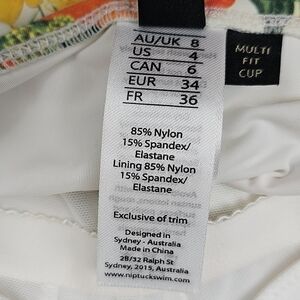 AU/UK 8
US 4
CAN 6
EUR 34
FR 36
MULTI
FIT
CUP
85% Nylon
15% Spandex/
Elastane
Lining 85% Nylon
15% Spandex/
Elastane
Exclusive of trim
Designed in
Sydney - Australia
Made in China
2B/32 Ralph St
Sydney, 2015, Australia
www.niptuckswim.com